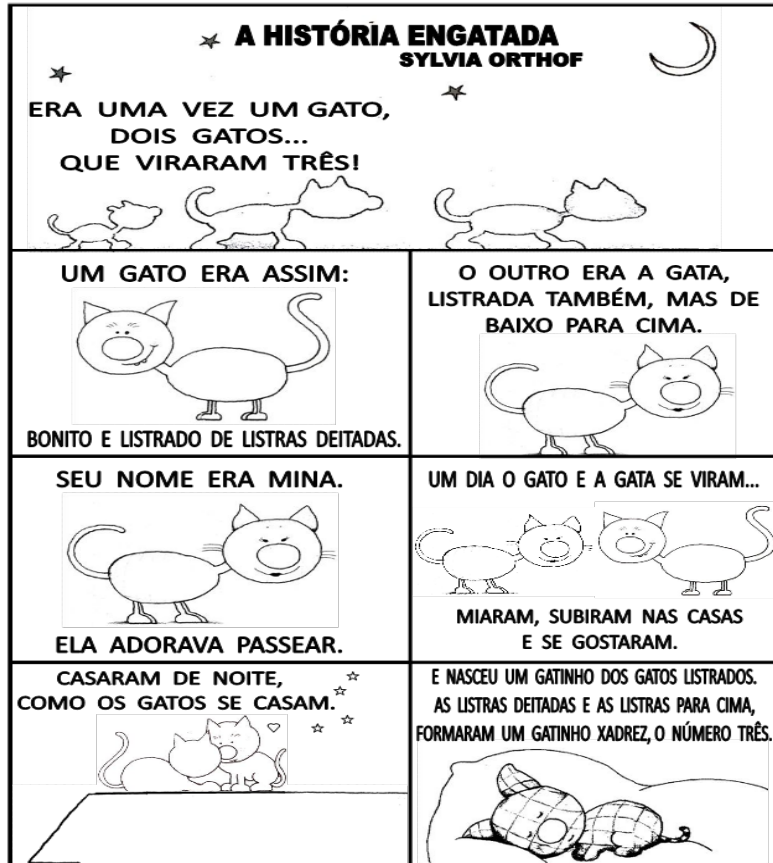 A HISTÓRIA ENGATADA
SYLVIA ORTHOF
ERA UMA VEZ UM GATO,
DOIS GATOS...
QUE VIRARAM TRÊS!
UM GATO ERA ASSIM:
BONITO E LISTRADO DE LISTRAS DEITADAS.
O OUTRO ERA A GATA,
LISTRADA TAMBÉM, MAS DE
BAIXO PARA CIMA.
SEU NOME ERA MINA.
ELA ADORAVA PASSEAR.
UM DIA O GATO E A GATA SE VIRAM...
MIARAM, SUBIRAM NAS CASAS
E SE GOSTARAM.
CASARAM DE NOITE,
COMO OS GATOS SE CASAM.
E NASCEU UM GATINHO DOS GATOS LISTRADOS.
AS LISTRAS DEITADAS E AS LISTRAS PARA CIMA,
FORMARAM UM GATINHO XADREZ, O NÚMERO TRÊS.